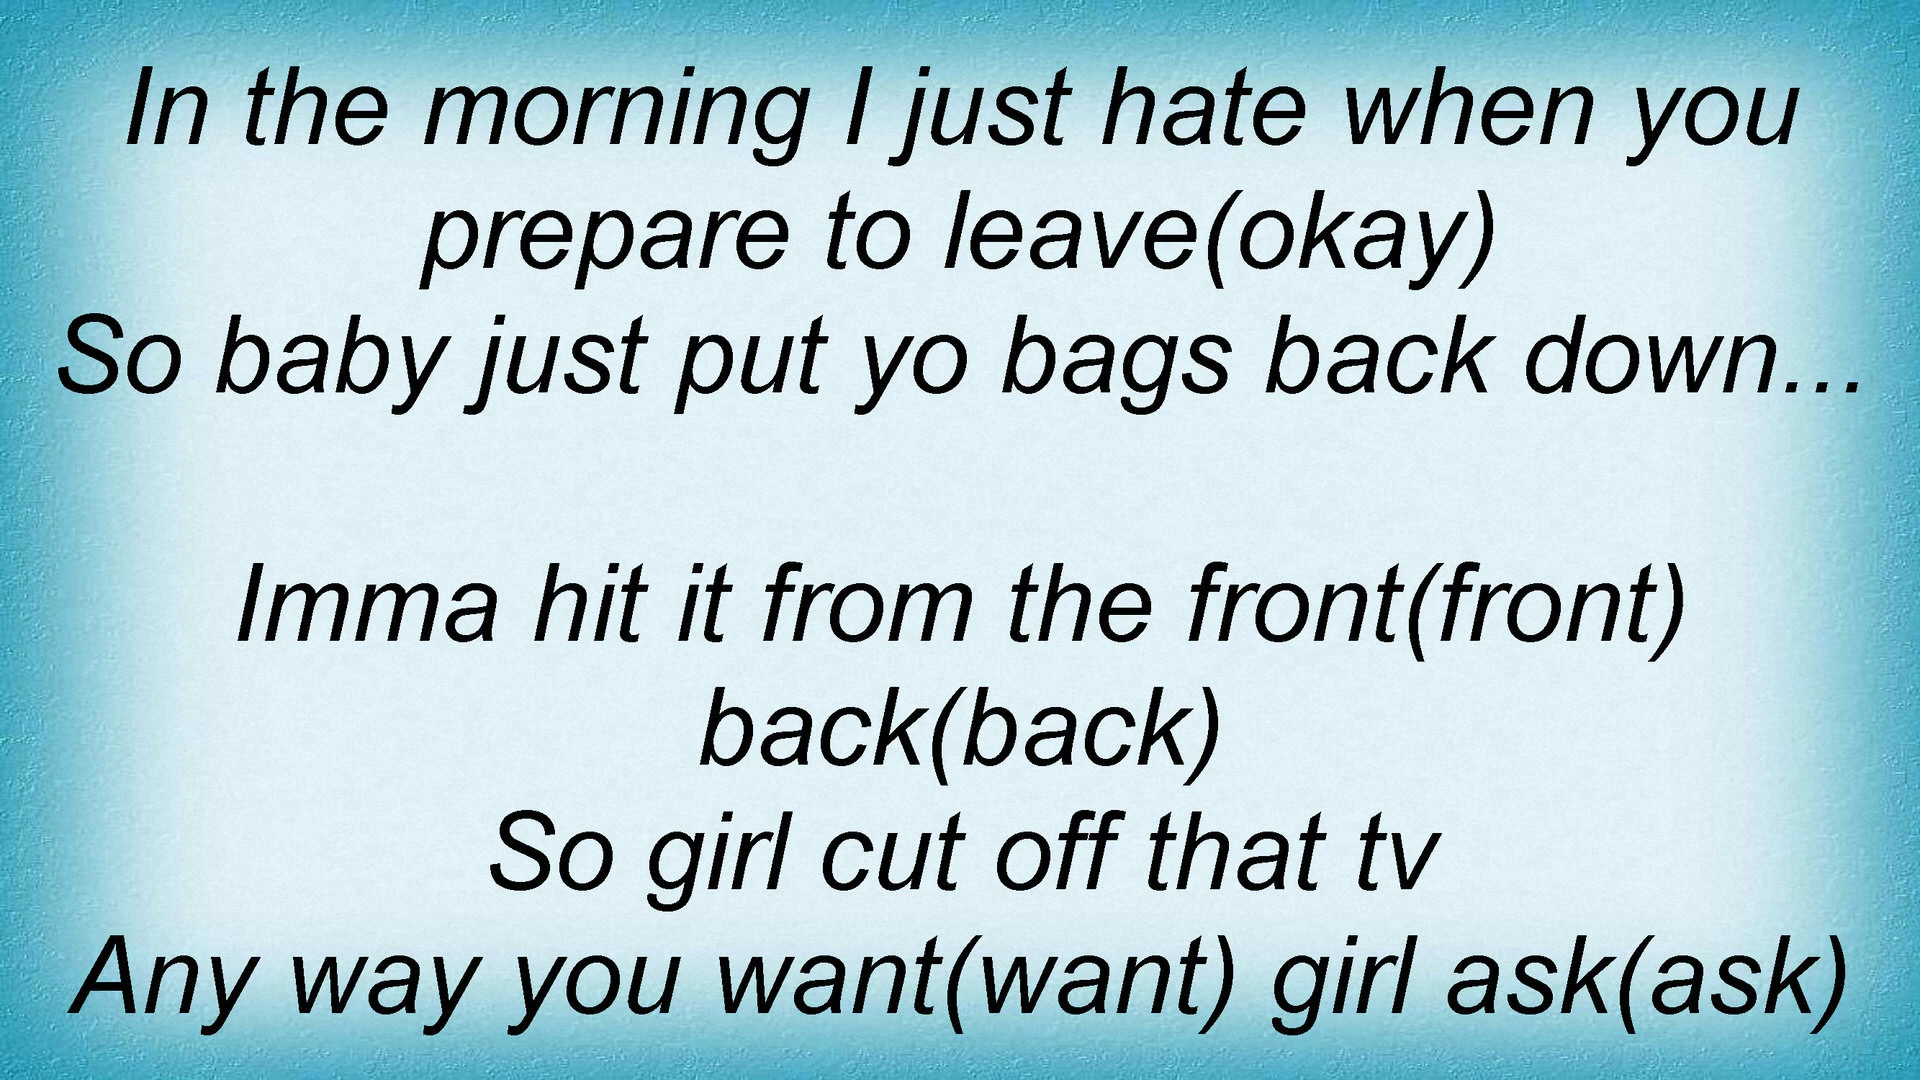 In the morning I just hate when you
prepare to leave(okay)
So baby just put yo bags back down...
Imma hit it from the front(front)
back(back)
So girl cut off that tv
Any way you want(want) girl ask(ask)